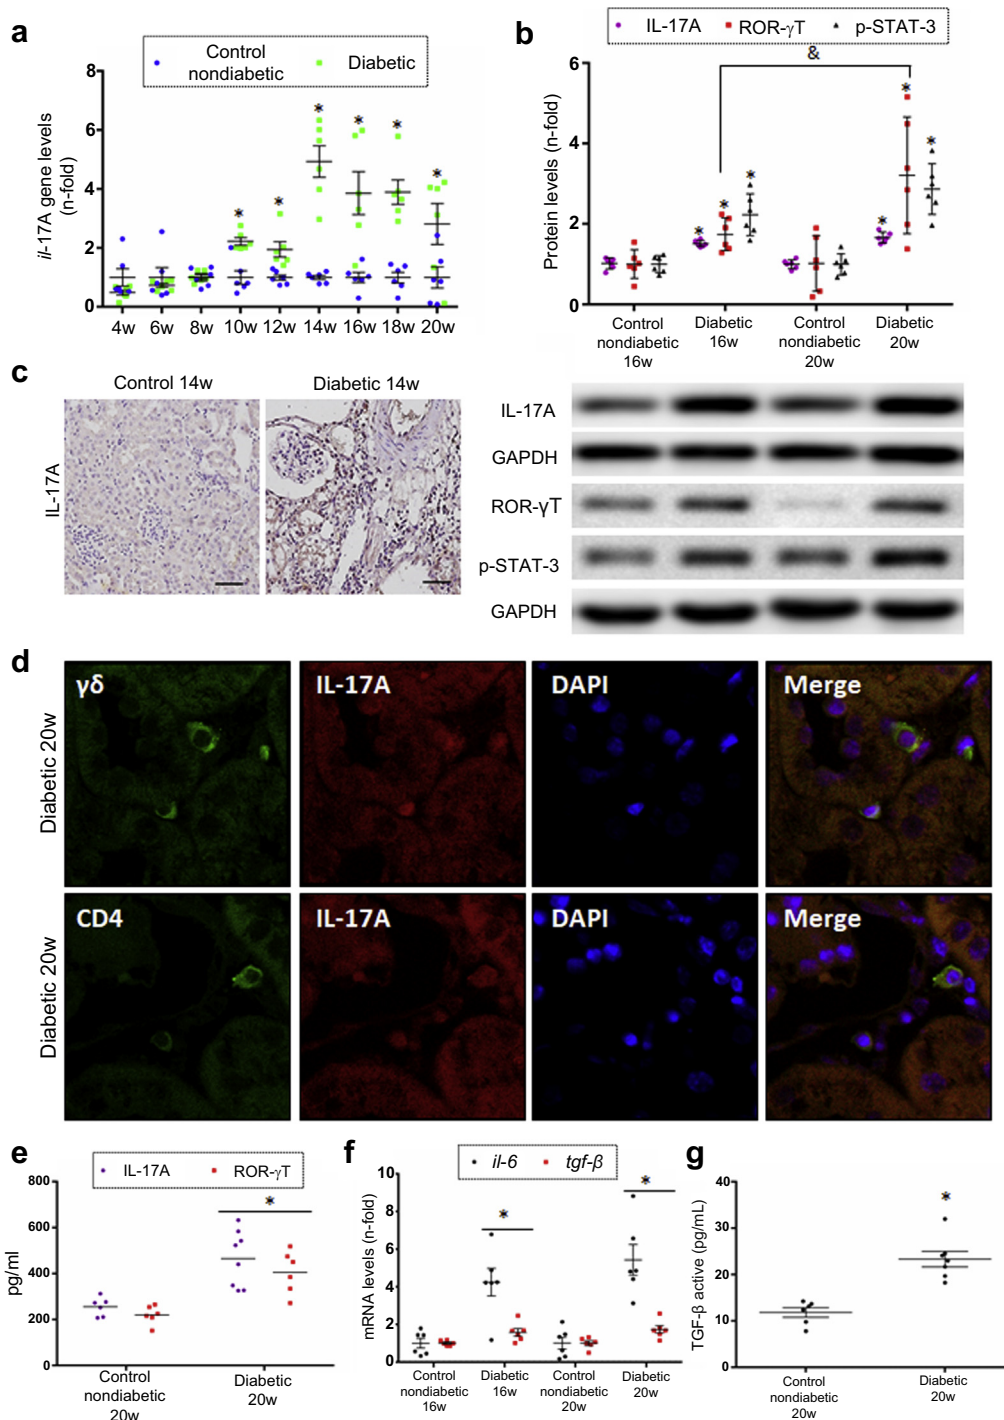 a
Control
nondiabetic
Diabetic
8
6
4
2
0
il-17A gene levels
(n-fold)
4w 6w 8w 10w 12w 14w 16w 18w 20w
* * * * * *
b
IL-17A ROR-γT p-STAT-3
&
6
4
2
0
Protein levels (n-fold)
* * * * * *
Control
nondiabetic
16w
Diabetic
16w
Control
nondiabetic
20w
Diabetic
20w
IL-17A
GAPDH
ROR-γT
p-STAT-3
GAPDH
c
Control 14w
Diabetic 14w
IL-17A
d
Diabetic 20w
γδ
IL-17A
DAPI
Merge
Diabetic 20w
CD4
IL-17A
DAPI
Merge
e
IL-17A ROR-γT
800
600
400
200
0
pg/ml
*
Control
nondiabetic
20w
Diabetic
20w
f
il-6 tgf-β
10
8
6
4
2
0
mRNA levels (n-fold)
* *
Control
nondiabetic
16w
Diabetic
16w
Control
nondiabetic
20w
Diabetic
20w
g
40
30
20
10
0
TGF-β active (pg/mL)
*
Control
nondiabetic
20w
Diabetic
20w